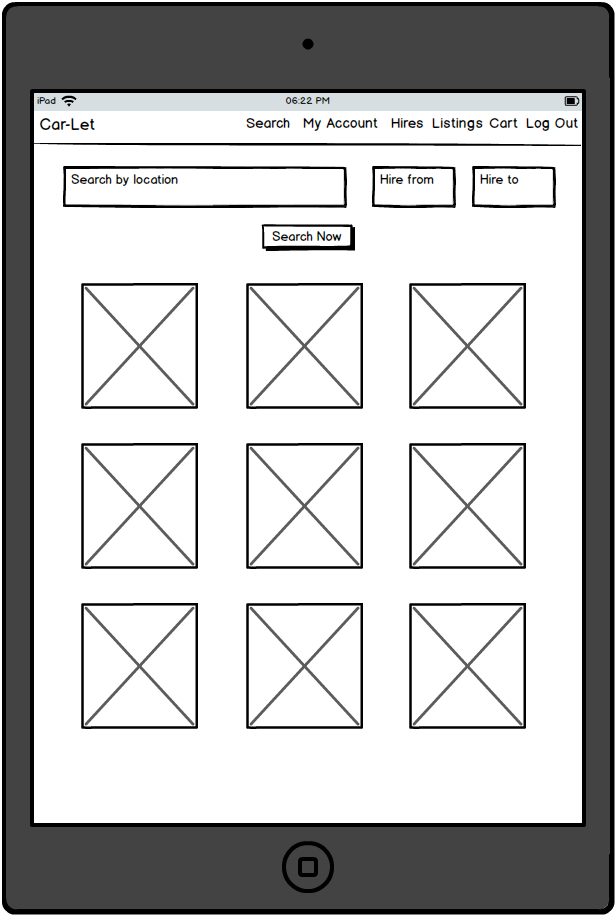 iPad 06:22 PM
Car-Let Search My Account Hires Listings Cart Log Out
Search by location Hire from Hire to
Search Now